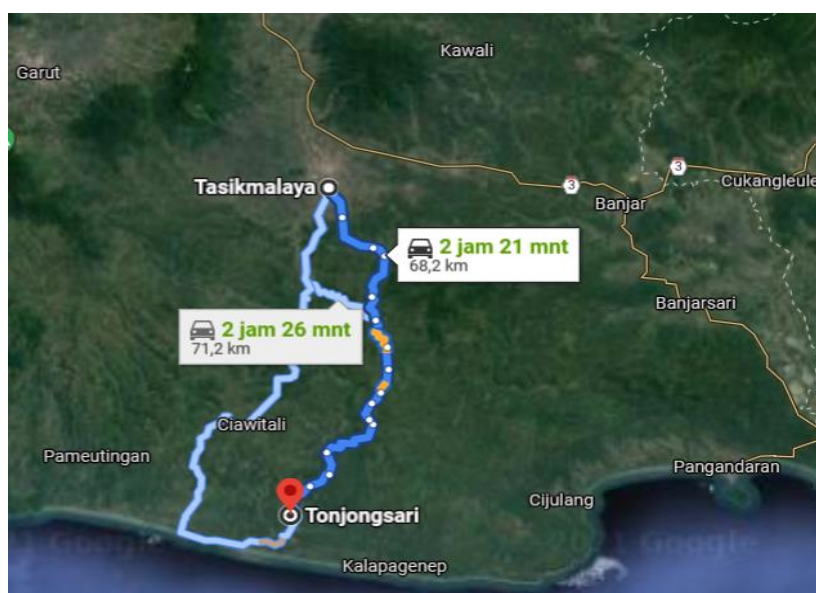 Kawali
Garut
Tasikmalaya
3
3
Cukangleule
Banjar
2 jam 21 mnt
68,2 km
Banjarsari
2 jam 26 mnt
71,2 km
Ciawitali
Pameutingan
Pangandaran
Cijulang
Tonjongsari
Google
Google
Kalapagenep